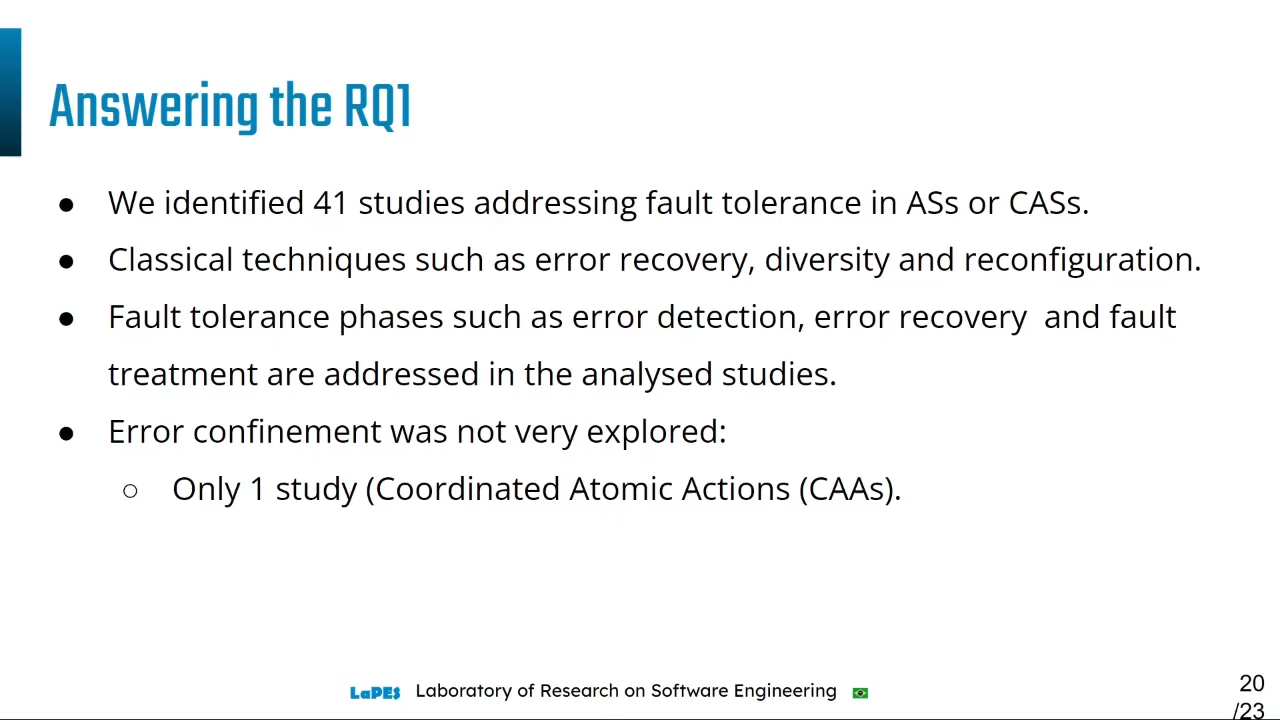 Answering the RQ1
● We identified 41 studies addressing fault tolerance in ASs or CASs.
● Classical techniques such as error recovery, diversity and reconfiguration.
● Fault tolerance phases such as error detection, error recovery  and fault
treatment are addressed in the analysed studies.
● Error confinement was not very explored:
○ Only 1 study (Coordinated Atomic Actions (CAAs).
LaPES Laboratory of Research on Software Engineering
20
/23